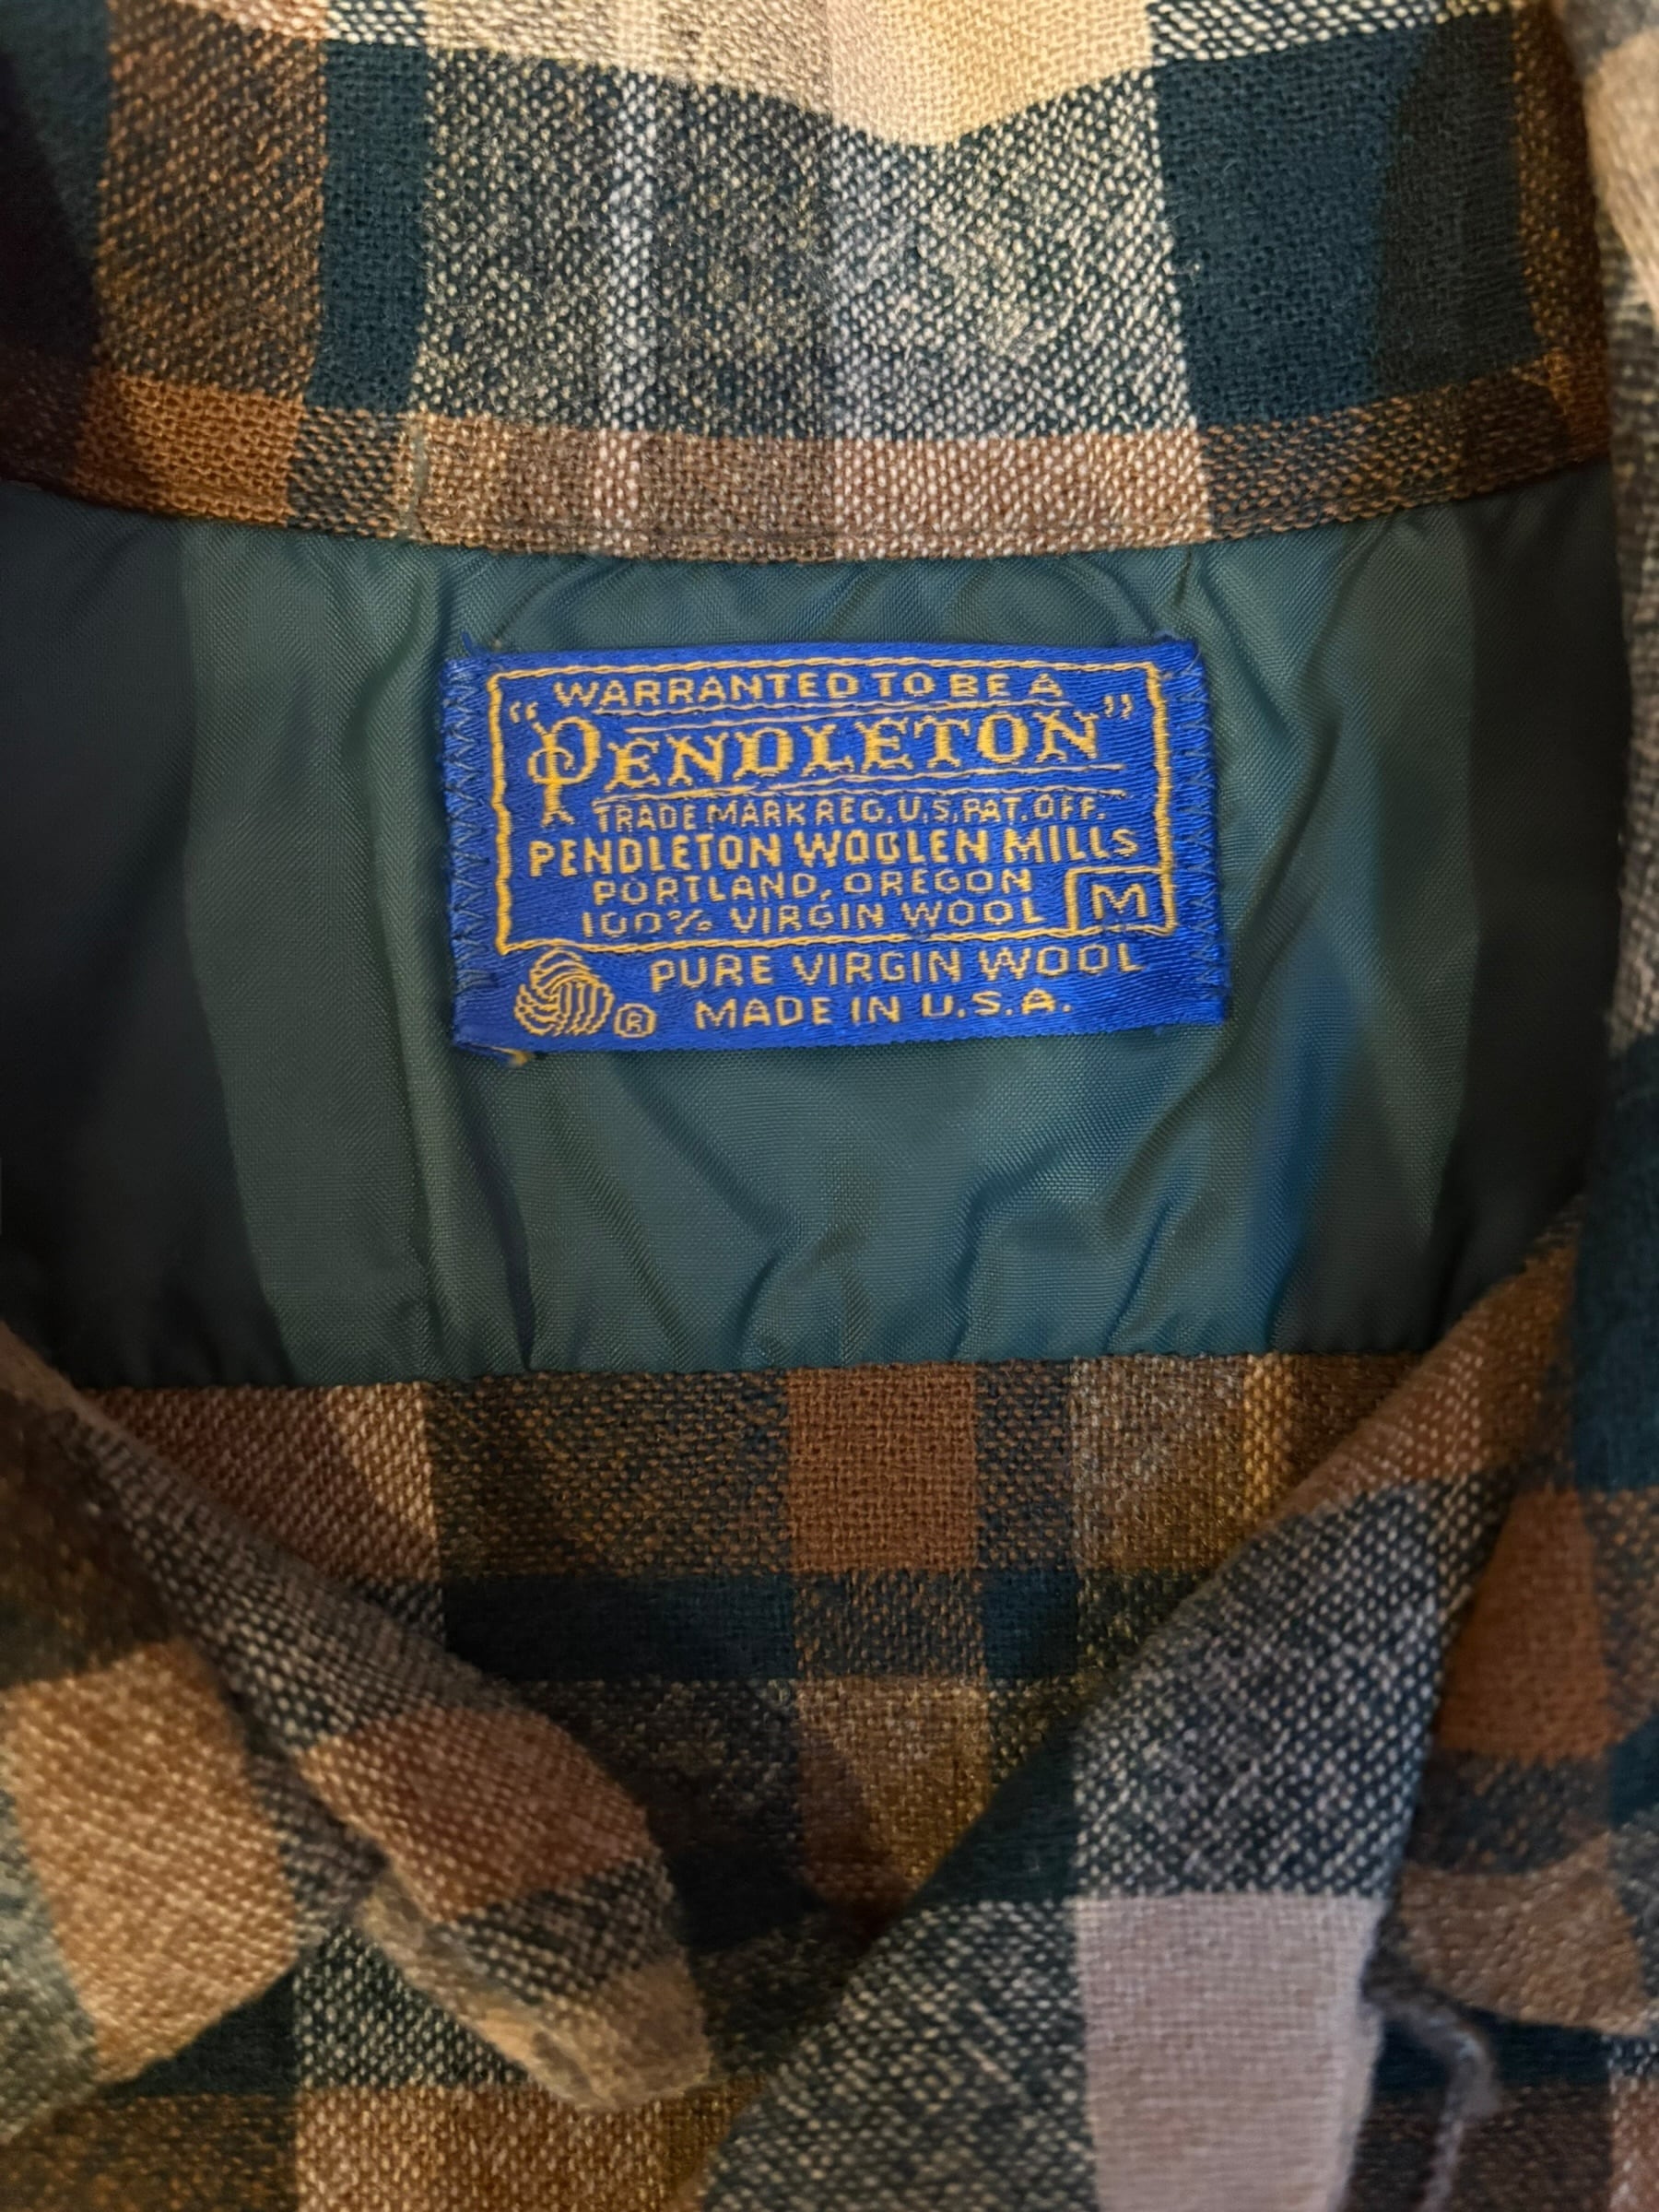 WARRANTED TO BE A
"PENDLETON"
TRADE MARK REG. U.S. PAT. OFF.
PENDLETON WOOLEN MILLS
PORTLAND, OREGON
100% VIRGIN WOOL M
PURE VIRGIN WOOL
® MADE IN U.S.A.